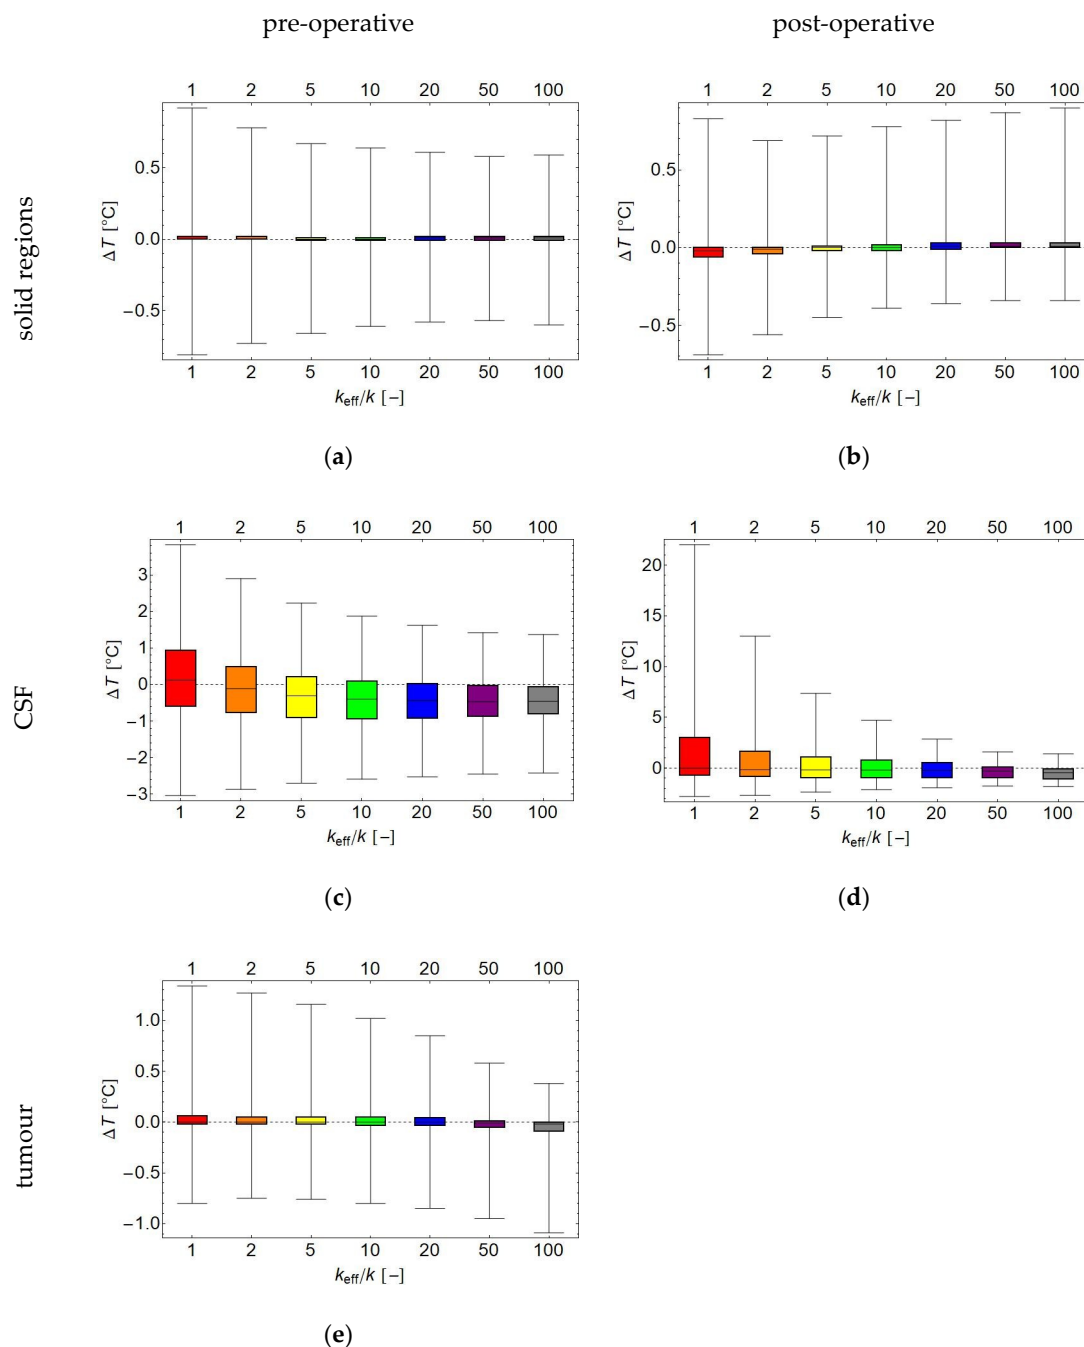 pre-operative
post-operative
solid regions
1 2 5 10 20 50 100
0.5
0.0
−0.5
ΔT [°C]
1 2 5 10 20 50 100
keff/k [−]
(a)
1 2 5 10 20 50 100
0.5
0.0
−0.5
ΔT [°C]
1 2 5 10 20 50 100
keff/k [−]
(b)
CSF
1 2 5 10 20 50 100
3
2
1
0
−1
−2
−3
ΔT [°C]
1 2 5 10 20 50 100
keff/k [−]
(c)
1 2 5 10 20 50 100
20
15
10
5
0
ΔT [°C]
1 2 5 10 20 50 100
keff/k [−]
(d)
tumour
1 2 5 10 20 50 100
1.0
0.5
0.0
−0.5
−1.0
ΔT [°C]
1 2 5 10 20 50 100
keff/k [−]
(e)